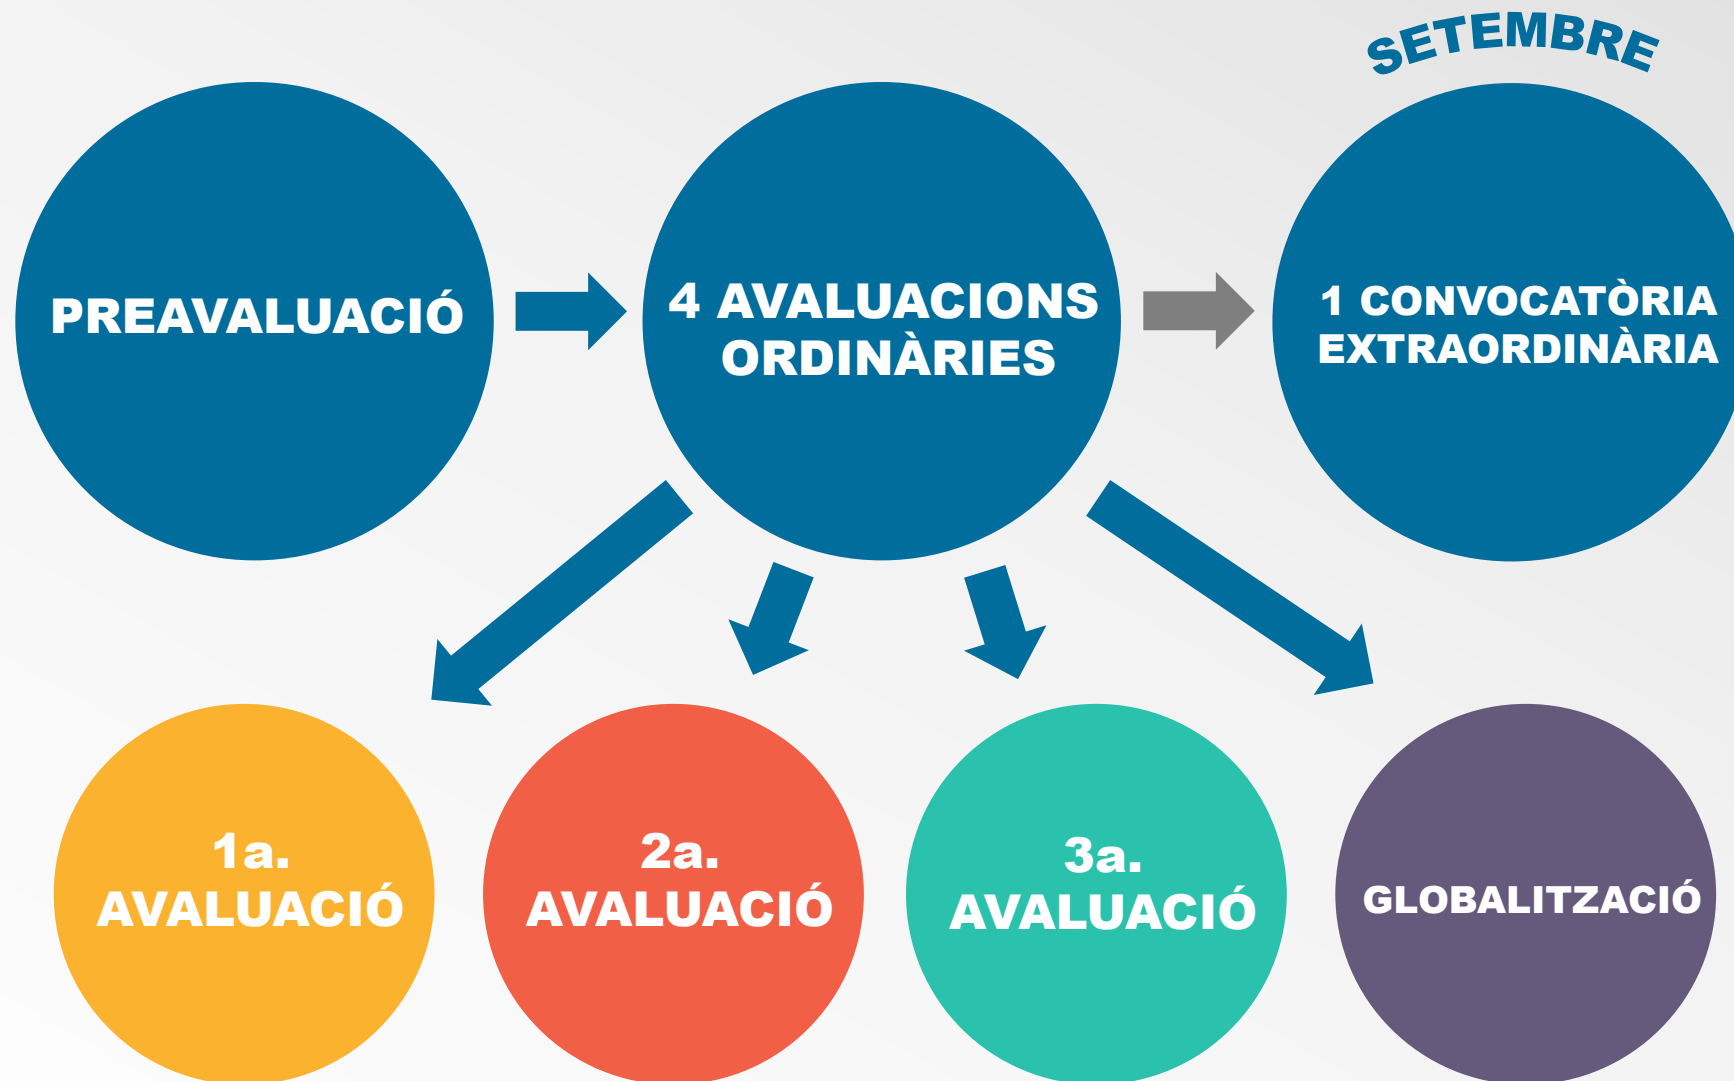 SETEMBRE
PREAVALUACIÓ
4 AVALUACIONS
ORDINÀRIES
1 CONVOCATÒRIA
EXTRAORDINÀRIA
1a.
AVALUACIÓ
2a.
AVALUACIÓ
3a.
AVALUACIÓ
GLOBALITZACIÓ